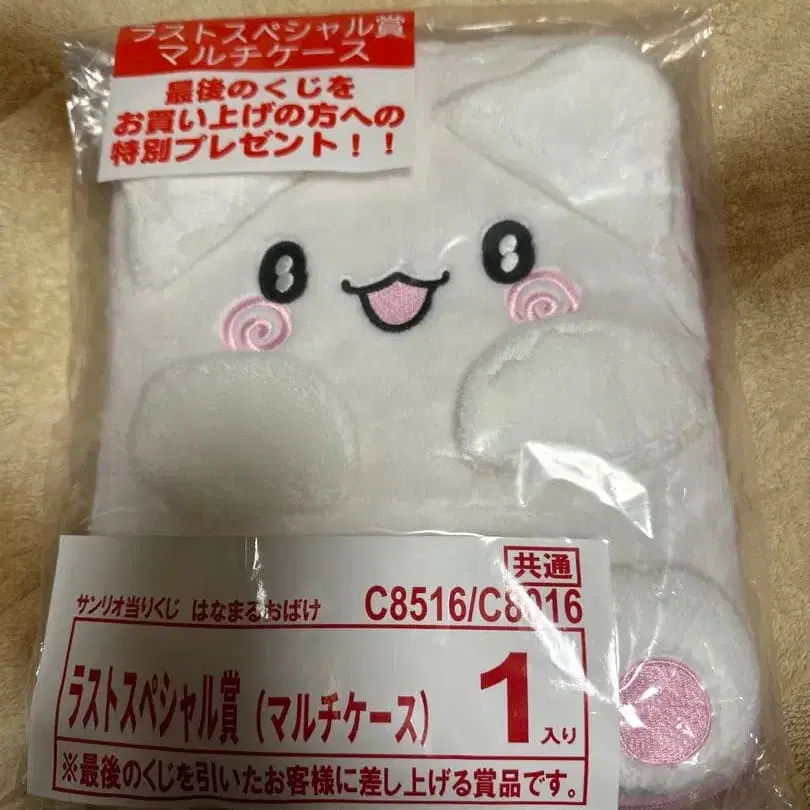 ラストスペシャル賞
マルチケース
最後のくじを
お買い上げの方への
特別プレゼント!!
共通
サンリオ当りくじ はなまるおばけ C8516/C8016
ラストスペシャル賞(マルチケース) 1入り
※最後のくじを引いたお客様に差し上げる賞品です。